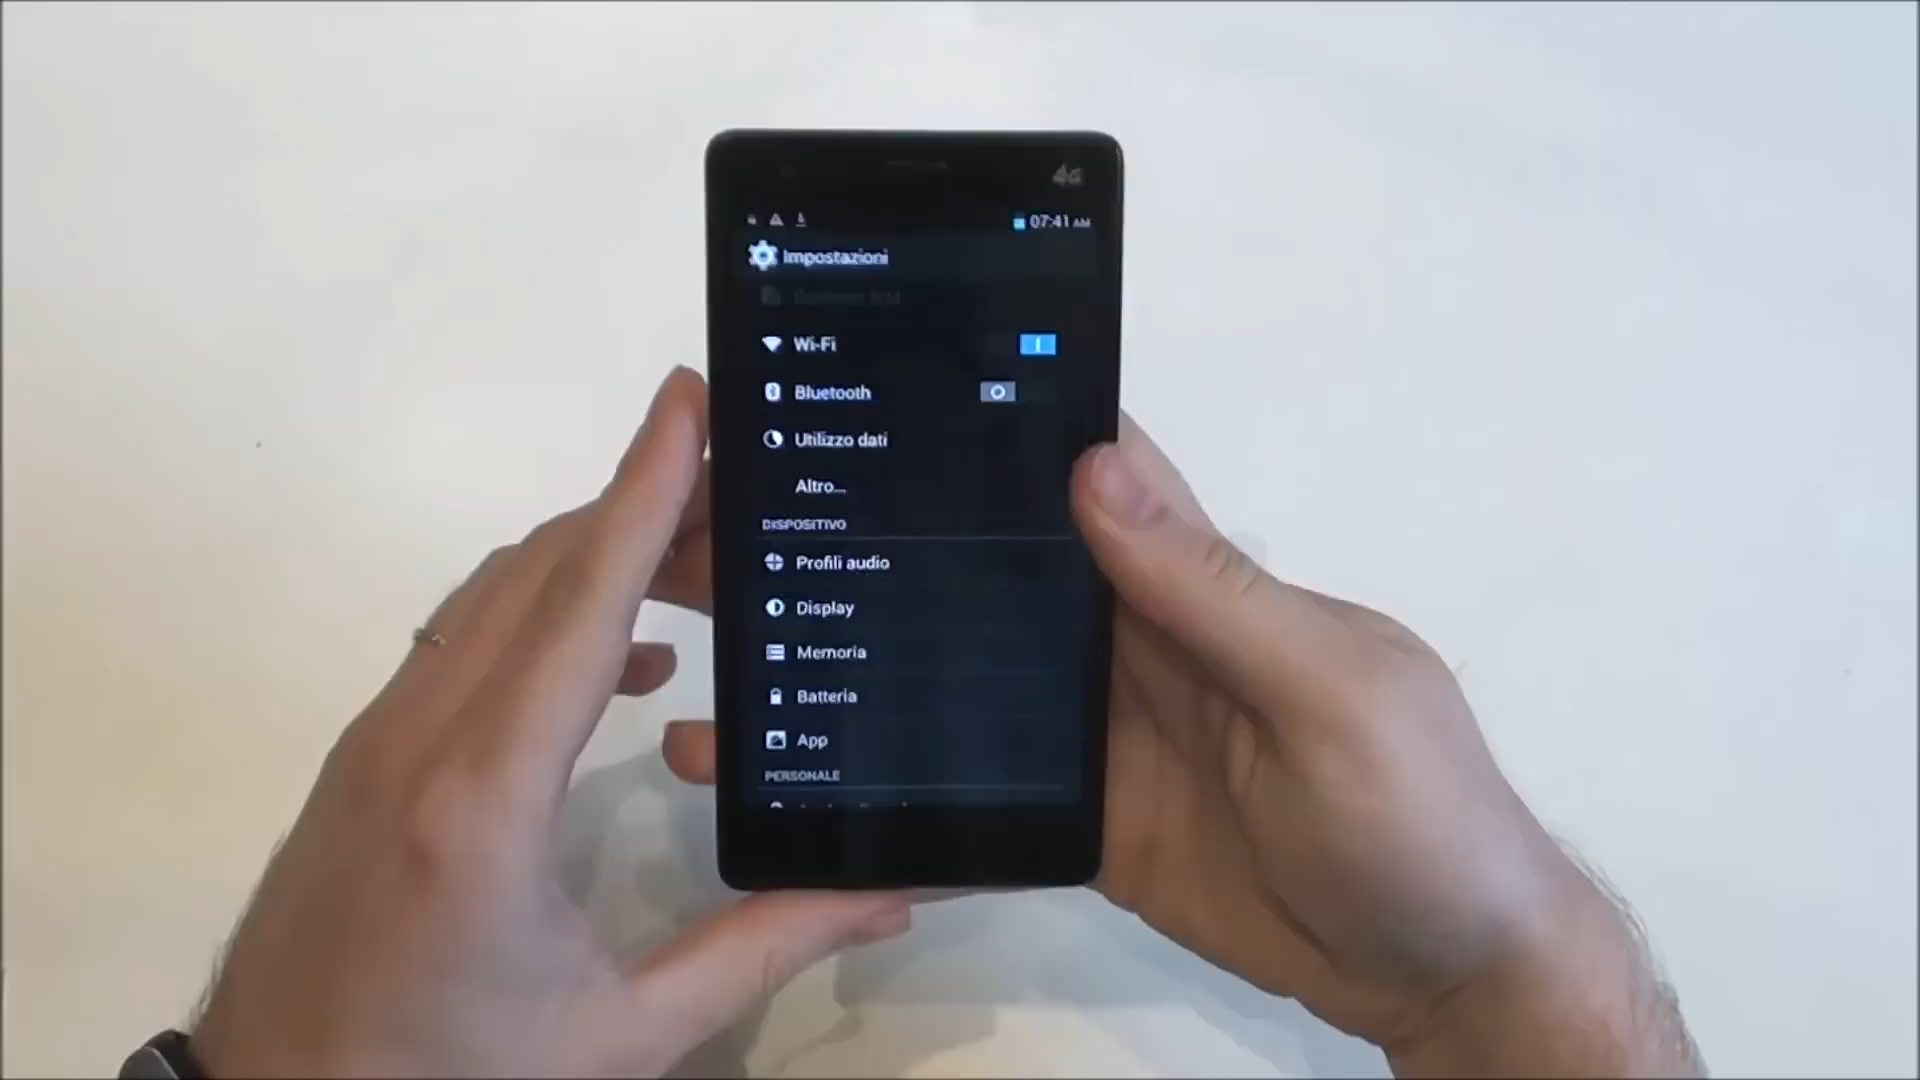 4G
07:41 AM
Impostazioni
Wi-Fi
Bluetooth
Utilizzo dati
Altro...
DISPOSITIVO
Profili audio
Display
Memoria
Batteria
App
PERSONALE